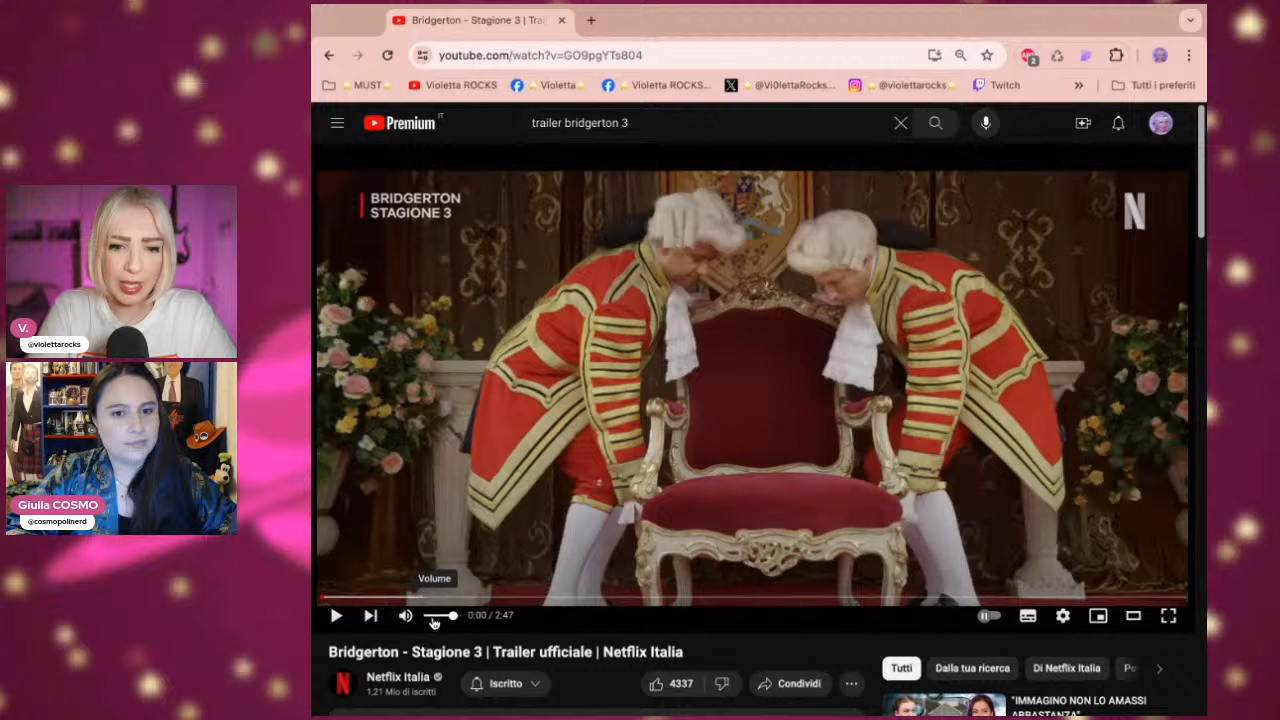 Bridgerton - Stagione 3 | Trai
youtube.com/watch?v=GO9pgYTs804
2
MUST
Violetta ROCKS
Violetta
Violetta ROCKS...
@Vi0lettaRocks...
@violettarocks
Twitch
»
Tutti i preferiti
Premium IT
trailer bridgerton 3
BRIDGERTON
STAGIONE 3
N
V.
@violettarocks
Giulia COSMO
@cosmopolinerd
Volume
0:00 / 2:47
Bridgerton - Stagione 3 | Trailer ufficiale | Netflix Italia
Netflix Italia
1,21 Mio di iscritti
Iscritto
4337
Condividi
Tutti
Dalla tua ricerca
Di Netflix Italia
"IMMAGINO NON LO AMASSI
ABBASTANZA"